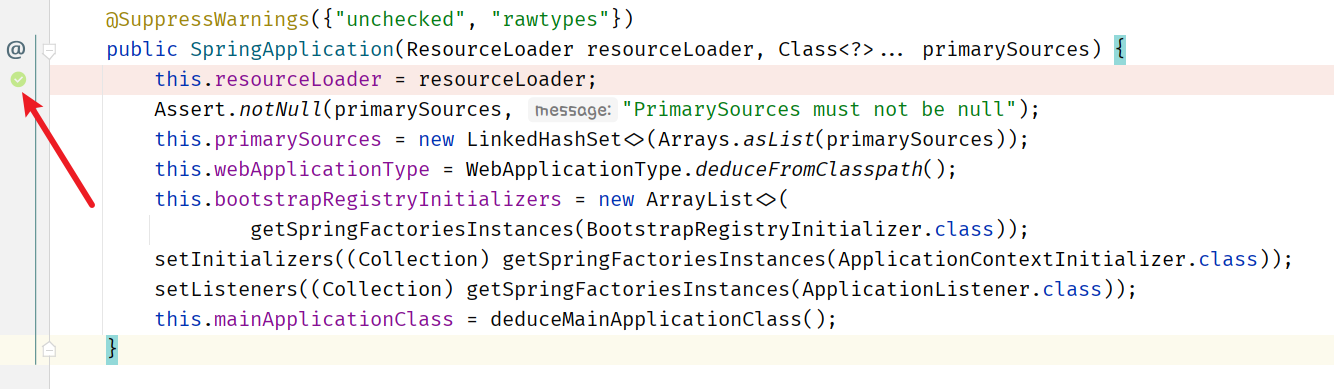 @SuppressWarnings({"unchecked", "rawtypes"})
@ public SpringApplication(ResourceLoader resourceLoader, Class<?>... primarySources) {
this.resourceLoader = resourceLoader;
Assert.notNull(primarySources, message: "PrimarySources must not be null");
this.primarySources = new LinkedHashSet<>(Arrays.asList(primarySources));
this.webApplicationType = WebApplicationType.deduceFromClasspath();
this.bootstrapRegistryInitializers = new ArrayList<>(
getSpringFactoriesInstances(BootstrapRegistryInitializer.class));
setInitializers((Collection) getSpringFactoriesInstances(ApplicationContextInitializer.class));
setListeners((Collection) getSpringFactoriesInstances(ApplicationListener.class));
this.mainApplicationClass = deduceMainApplicationClass();
}